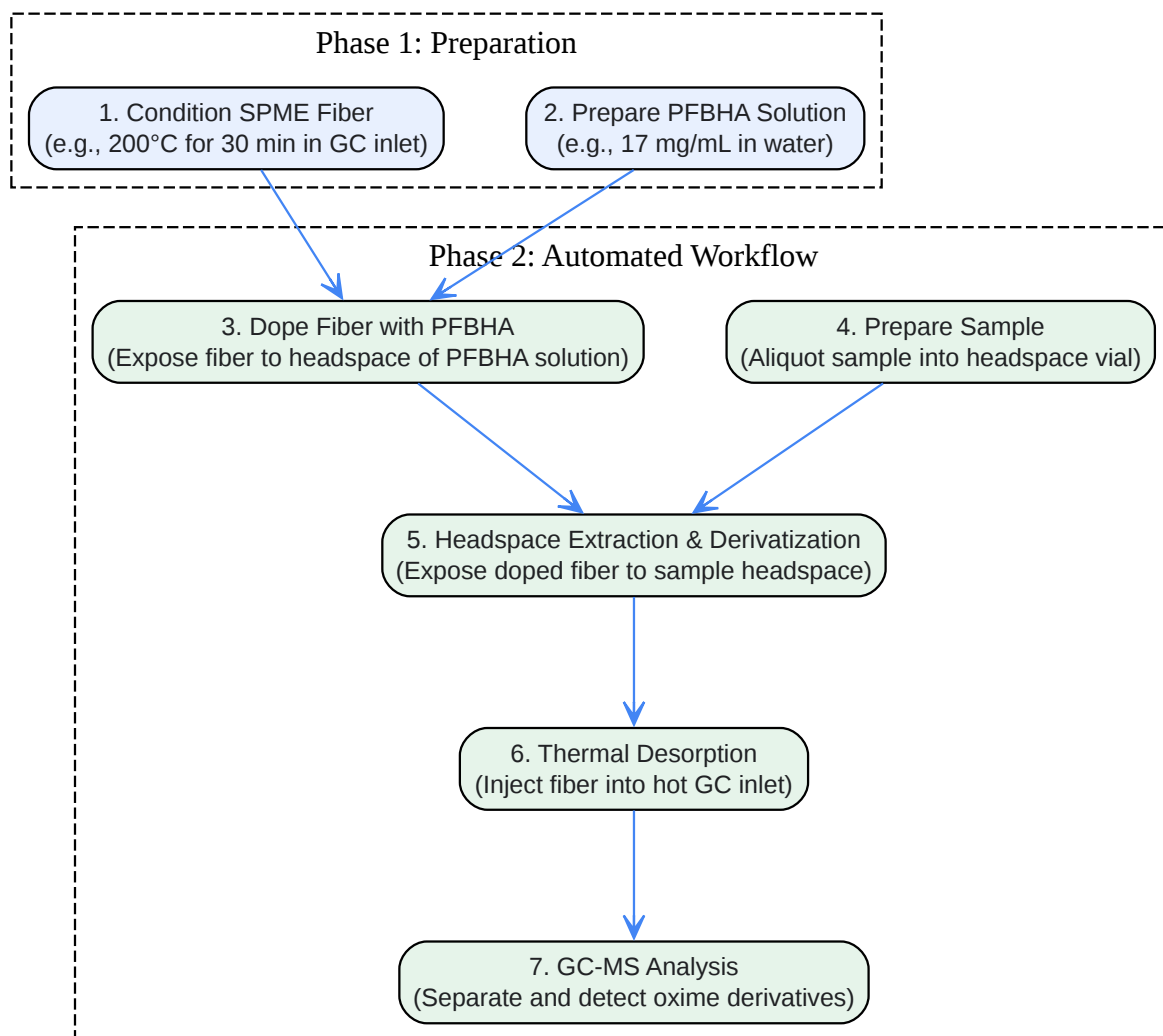 Phase 1: Preparation
1. Condition SPME Fiber
(e.g., 200°C for 30 min in GC inlet)
2. Prepare PFBHA Solution
(e.g., 17 mg/mL in water)
Phase 2: Automated Workflow
3. Dope Fiber with PFBHA
(Expose fiber to headspace of PFBHA solution)
4. Prepare Sample
(Aliquot sample into headspace vial)
5. Headspace Extraction & Derivatization
(Expose doped fiber to sample headspace)
6. Thermal Desorption
(Inject fiber into hot GC inlet)
7. GC-MS Analysis
(Separate and detect oxime derivatives)